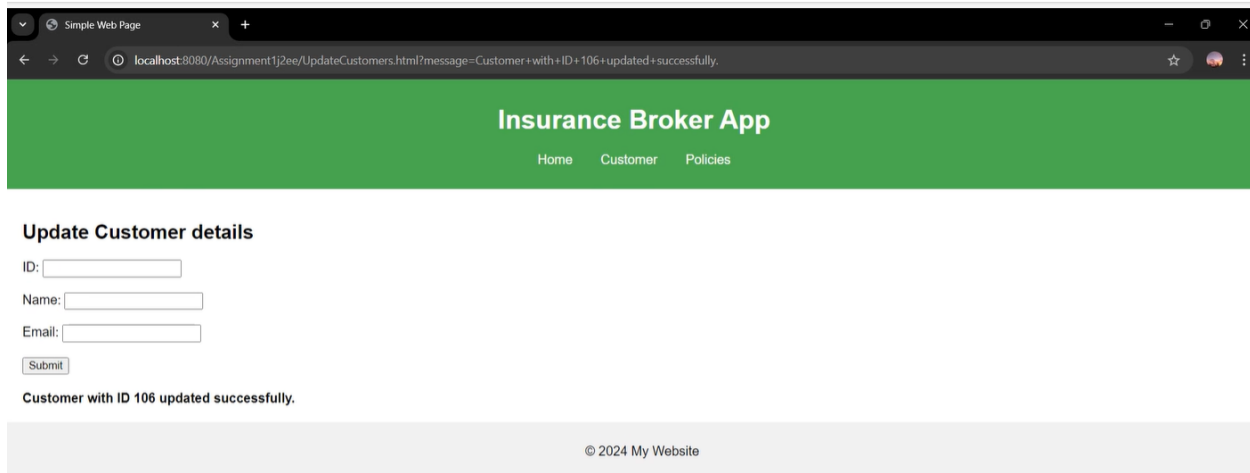 Simple Web Page
localhost:8080/Assignment1j2ee/UpdateCustomers.html?message=Customer+with+ID+106+updated+successfully.
Insurance Broker App
Home Customer Policies
Update Customer details
ID:
Name:
Email:
Submit
Customer with ID 106 updated successfully.
© 2024 My Website